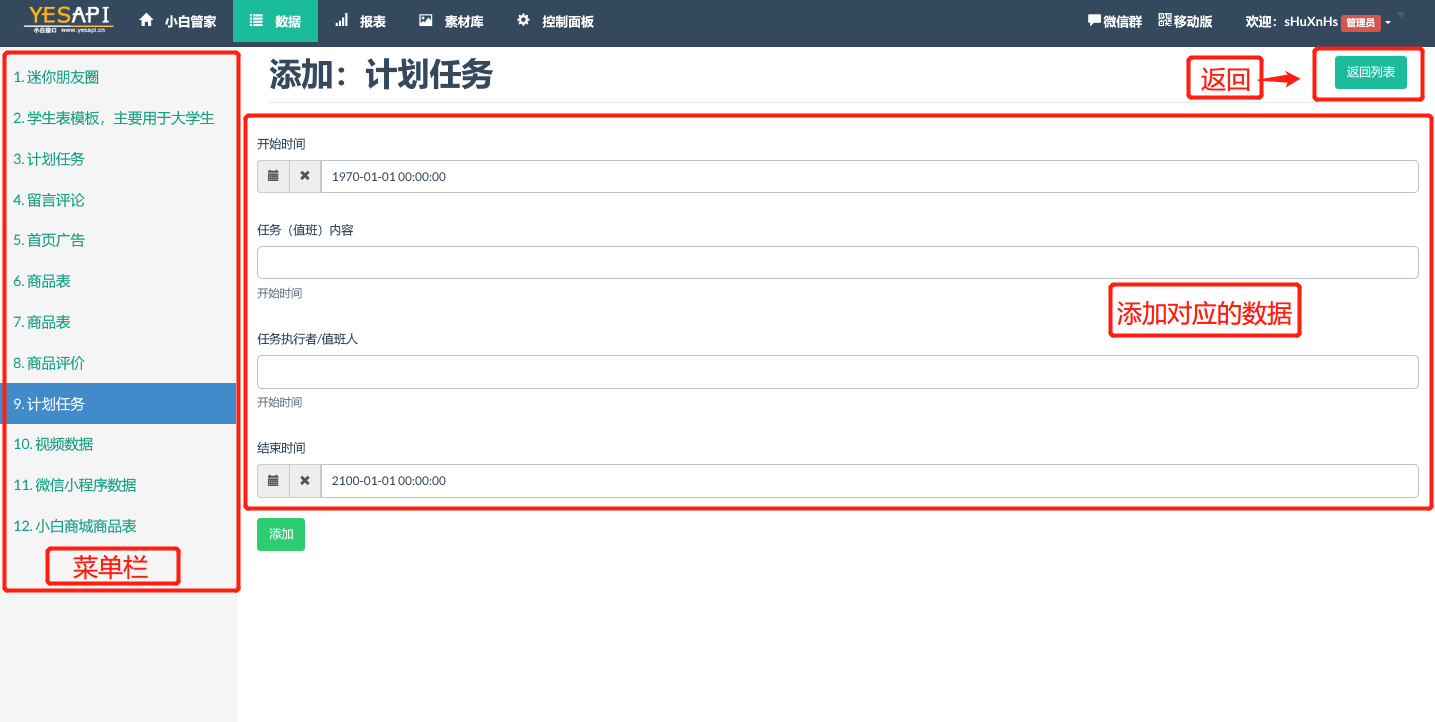 YESAPI
小白接口 www.yesapi.cn
小白管家
数据
报表
素材库
控制面板
微信群
移动版
欢迎：sHuXnHs 管理员
1. 迷你朋友圈
2. 学生表模板，主要用于大学生
3. 计划任务
4. 留言评论
5. 首页广告
6. 商品表
7. 商品表
8. 商品评价
9. 计划任务
10. 视频数据
11. 微信小程序数据
12. 小白商城商品表
菜单栏
添加：计划任务
返回
返回列表
开始时间
1970-01-01 00:00:00
任务（值班）内容
开始时间
添加对应的数据
任务执行者/值班人
开始时间
结束时间
2100-01-01 00:00:00
添加